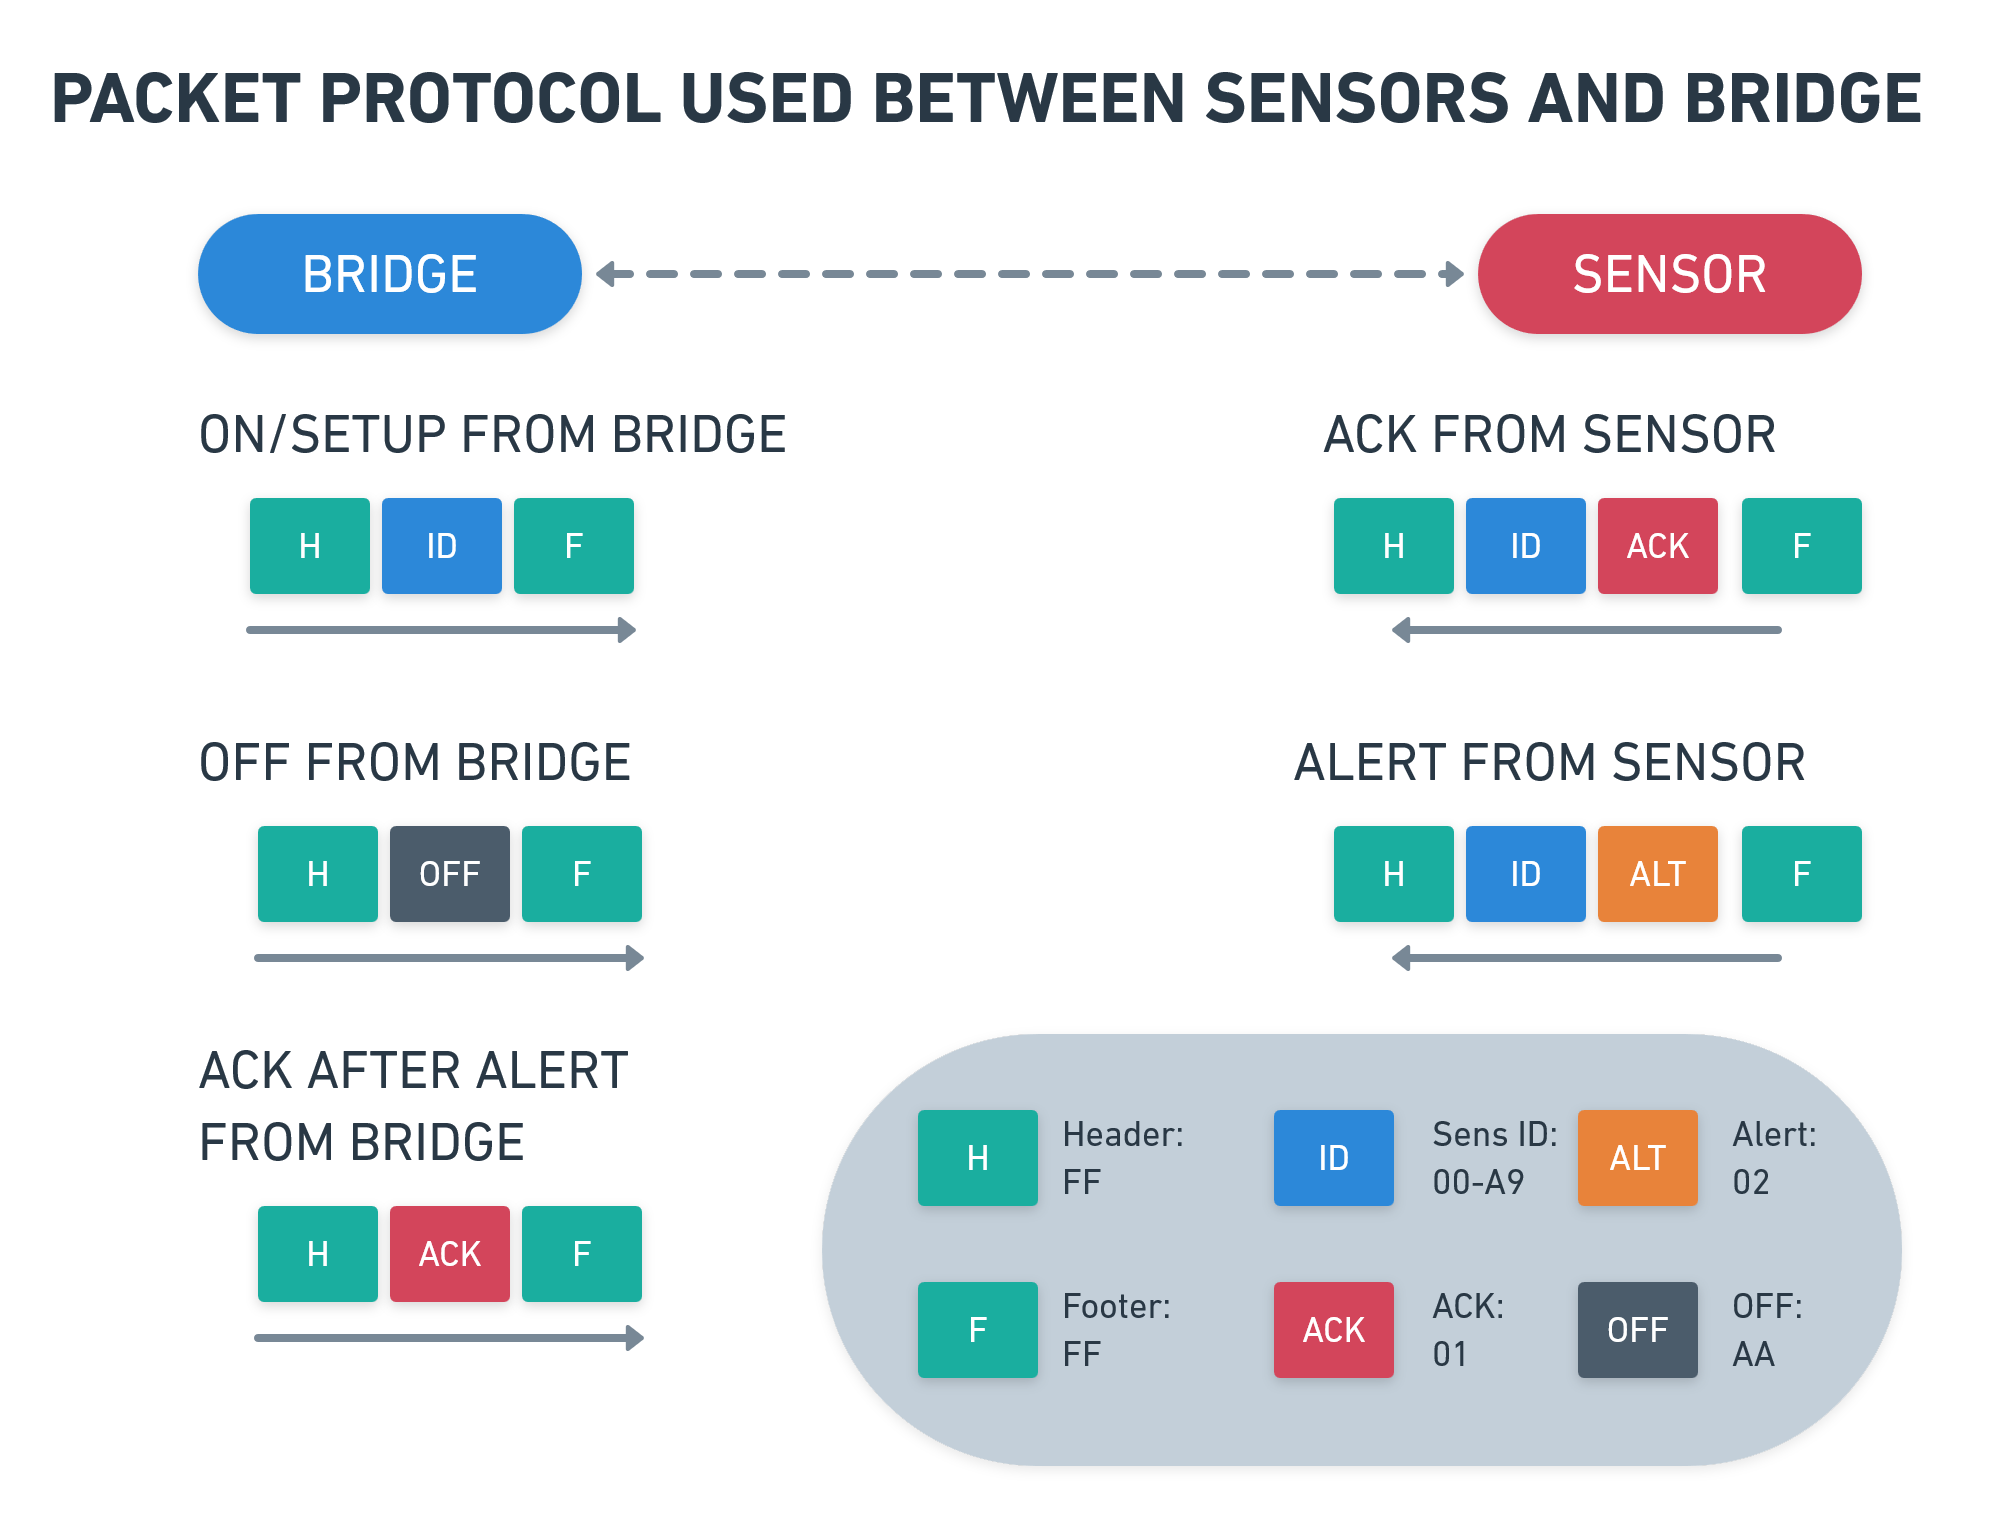 PACKET PROTOCOL USED BETWEEN SENSORS AND BRIDGE
BRIDGE
SENSOR
ON/SETUP FROM BRIDGE
H ID F
ACK FROM SENSOR
H ID ACK F
OFF FROM BRIDGE
H OFF F
ALERT FROM SENSOR
H ID ALT F
ACK AFTER ALERT
FROM BRIDGE
H ACK F
H
Header:
FF
ID
Sens ID:
00-A9
ALT
Alert:
02
F
Footer:
FF
ACK
ACK:
01
OFF
OFF:
AA